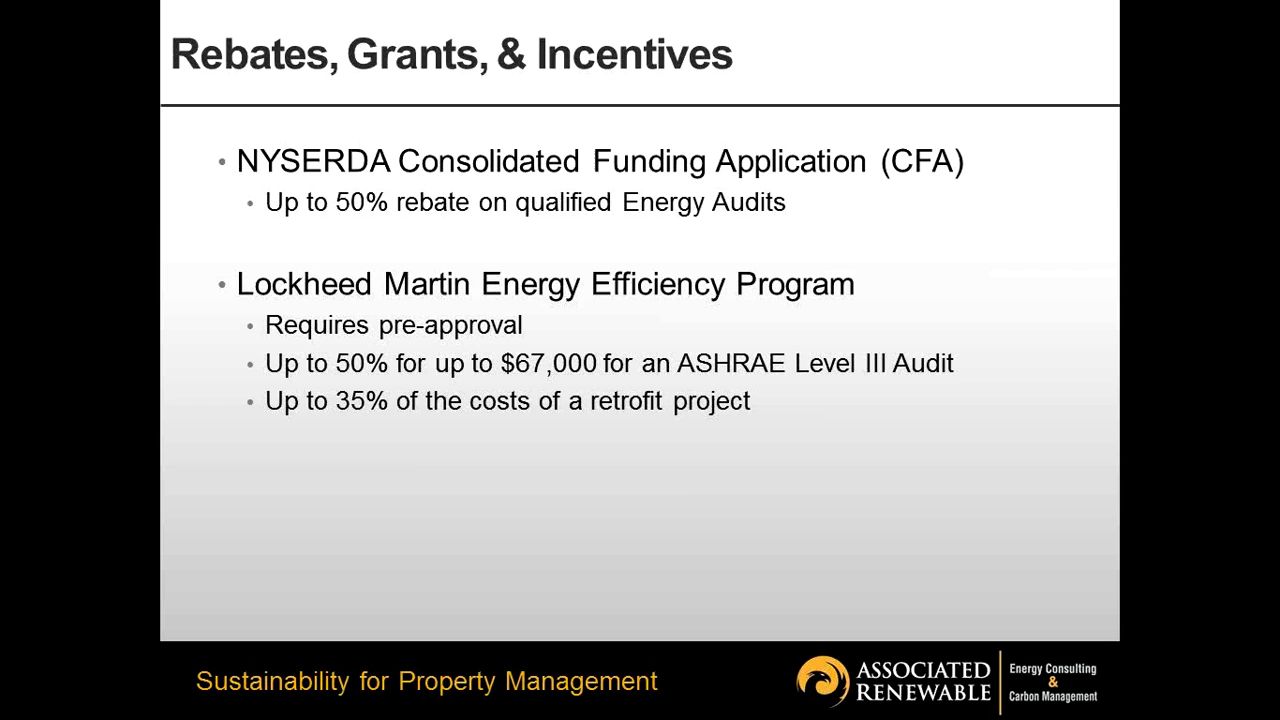 Rebates, Grants, & Incentives
• NYSERDA Consolidated Funding Application (CFA)
• Up to 50% rebate on qualified Energy Audits
• Lockheed Martin Energy Efficiency Program
• Requires pre-approval
• Up to 50% for up to $67,000 for an ASHRAE Level III Audit
• Up to 35% of the costs of a retrofit project
Sustainability for Property Management
ASSOCIATED
RENEWABLE
Energy Consulting
&
Carbon Management